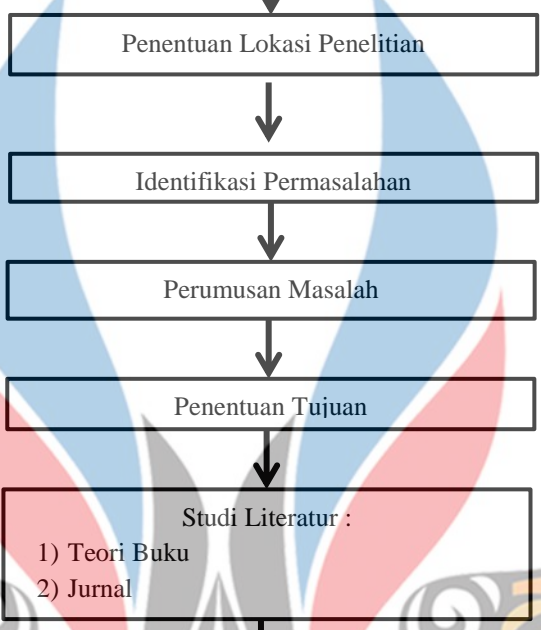 Penentuan Lokasi Penelitian
Identifikasi Permasalahan
Perumusan Masalah
Penentuan Tujuan
Studi Literatur :
1) Teori Buku
2) Jurnal